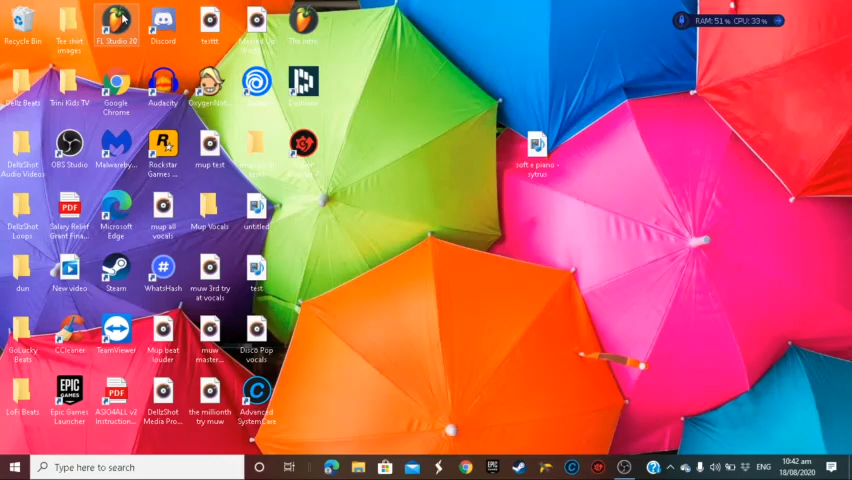 RAM: 51 % CPU: 33 %
Recycle Bin
Tee shirt
images
FL Studio 20
Discord
The intro
Dellz Beats
Trini Kids TV
Google
Chrome
Audacity
OxygenNot...
DellzShot
Audio Videos
OBS Studio
Malwareby...
Rockstar
Games ...
mup test
soft e piano -
sytrus
DellzShot
Loops
Salary Relief
Grant Fina...
Microsoft
Edge
mup all
vocals
Mup Vocals
untitled
dun
New video
Steam
WhatsHash
muw 3rd try
at vocals
test
GoLucky
Beats
CCleaner
TeamViewer
Mup beat
louder
muw
master...
Disco Pop
vocals
LoFi Beats
Epic Games
Launcher
ASIO4ALL v2
Instruction...
DellzShot
Media Pro...
the millionth
try muw
Advanced
SystemCare
Type here to search
ENG
10:42 am
18/08/2020